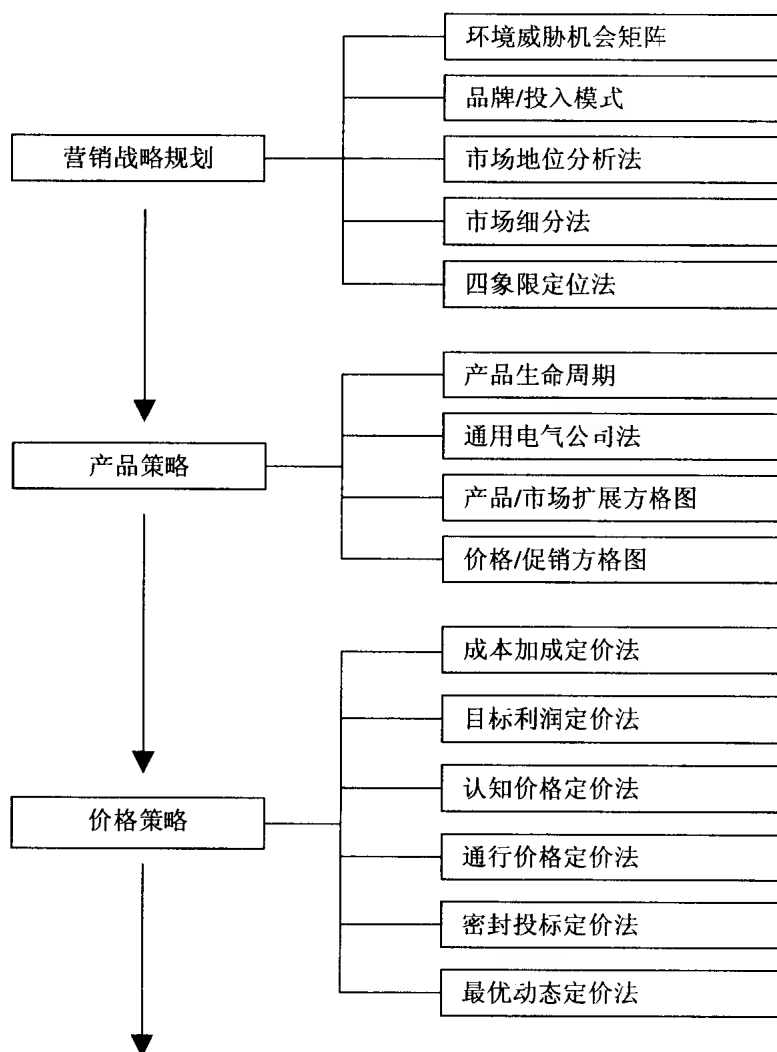 营销战略规划
环境威胁机会矩阵
品牌/投入模式
市场地位分析法
市场细分法
四象限定位法
产品策略
产品生命周期
通用电气公司法
产品/市场扩展方格图
价格/促销方格图
价格策略
成本加成定价法
目标利润定价法
认知价格定价法
通行价格定价法
密封投标定价法
最优动态定价法